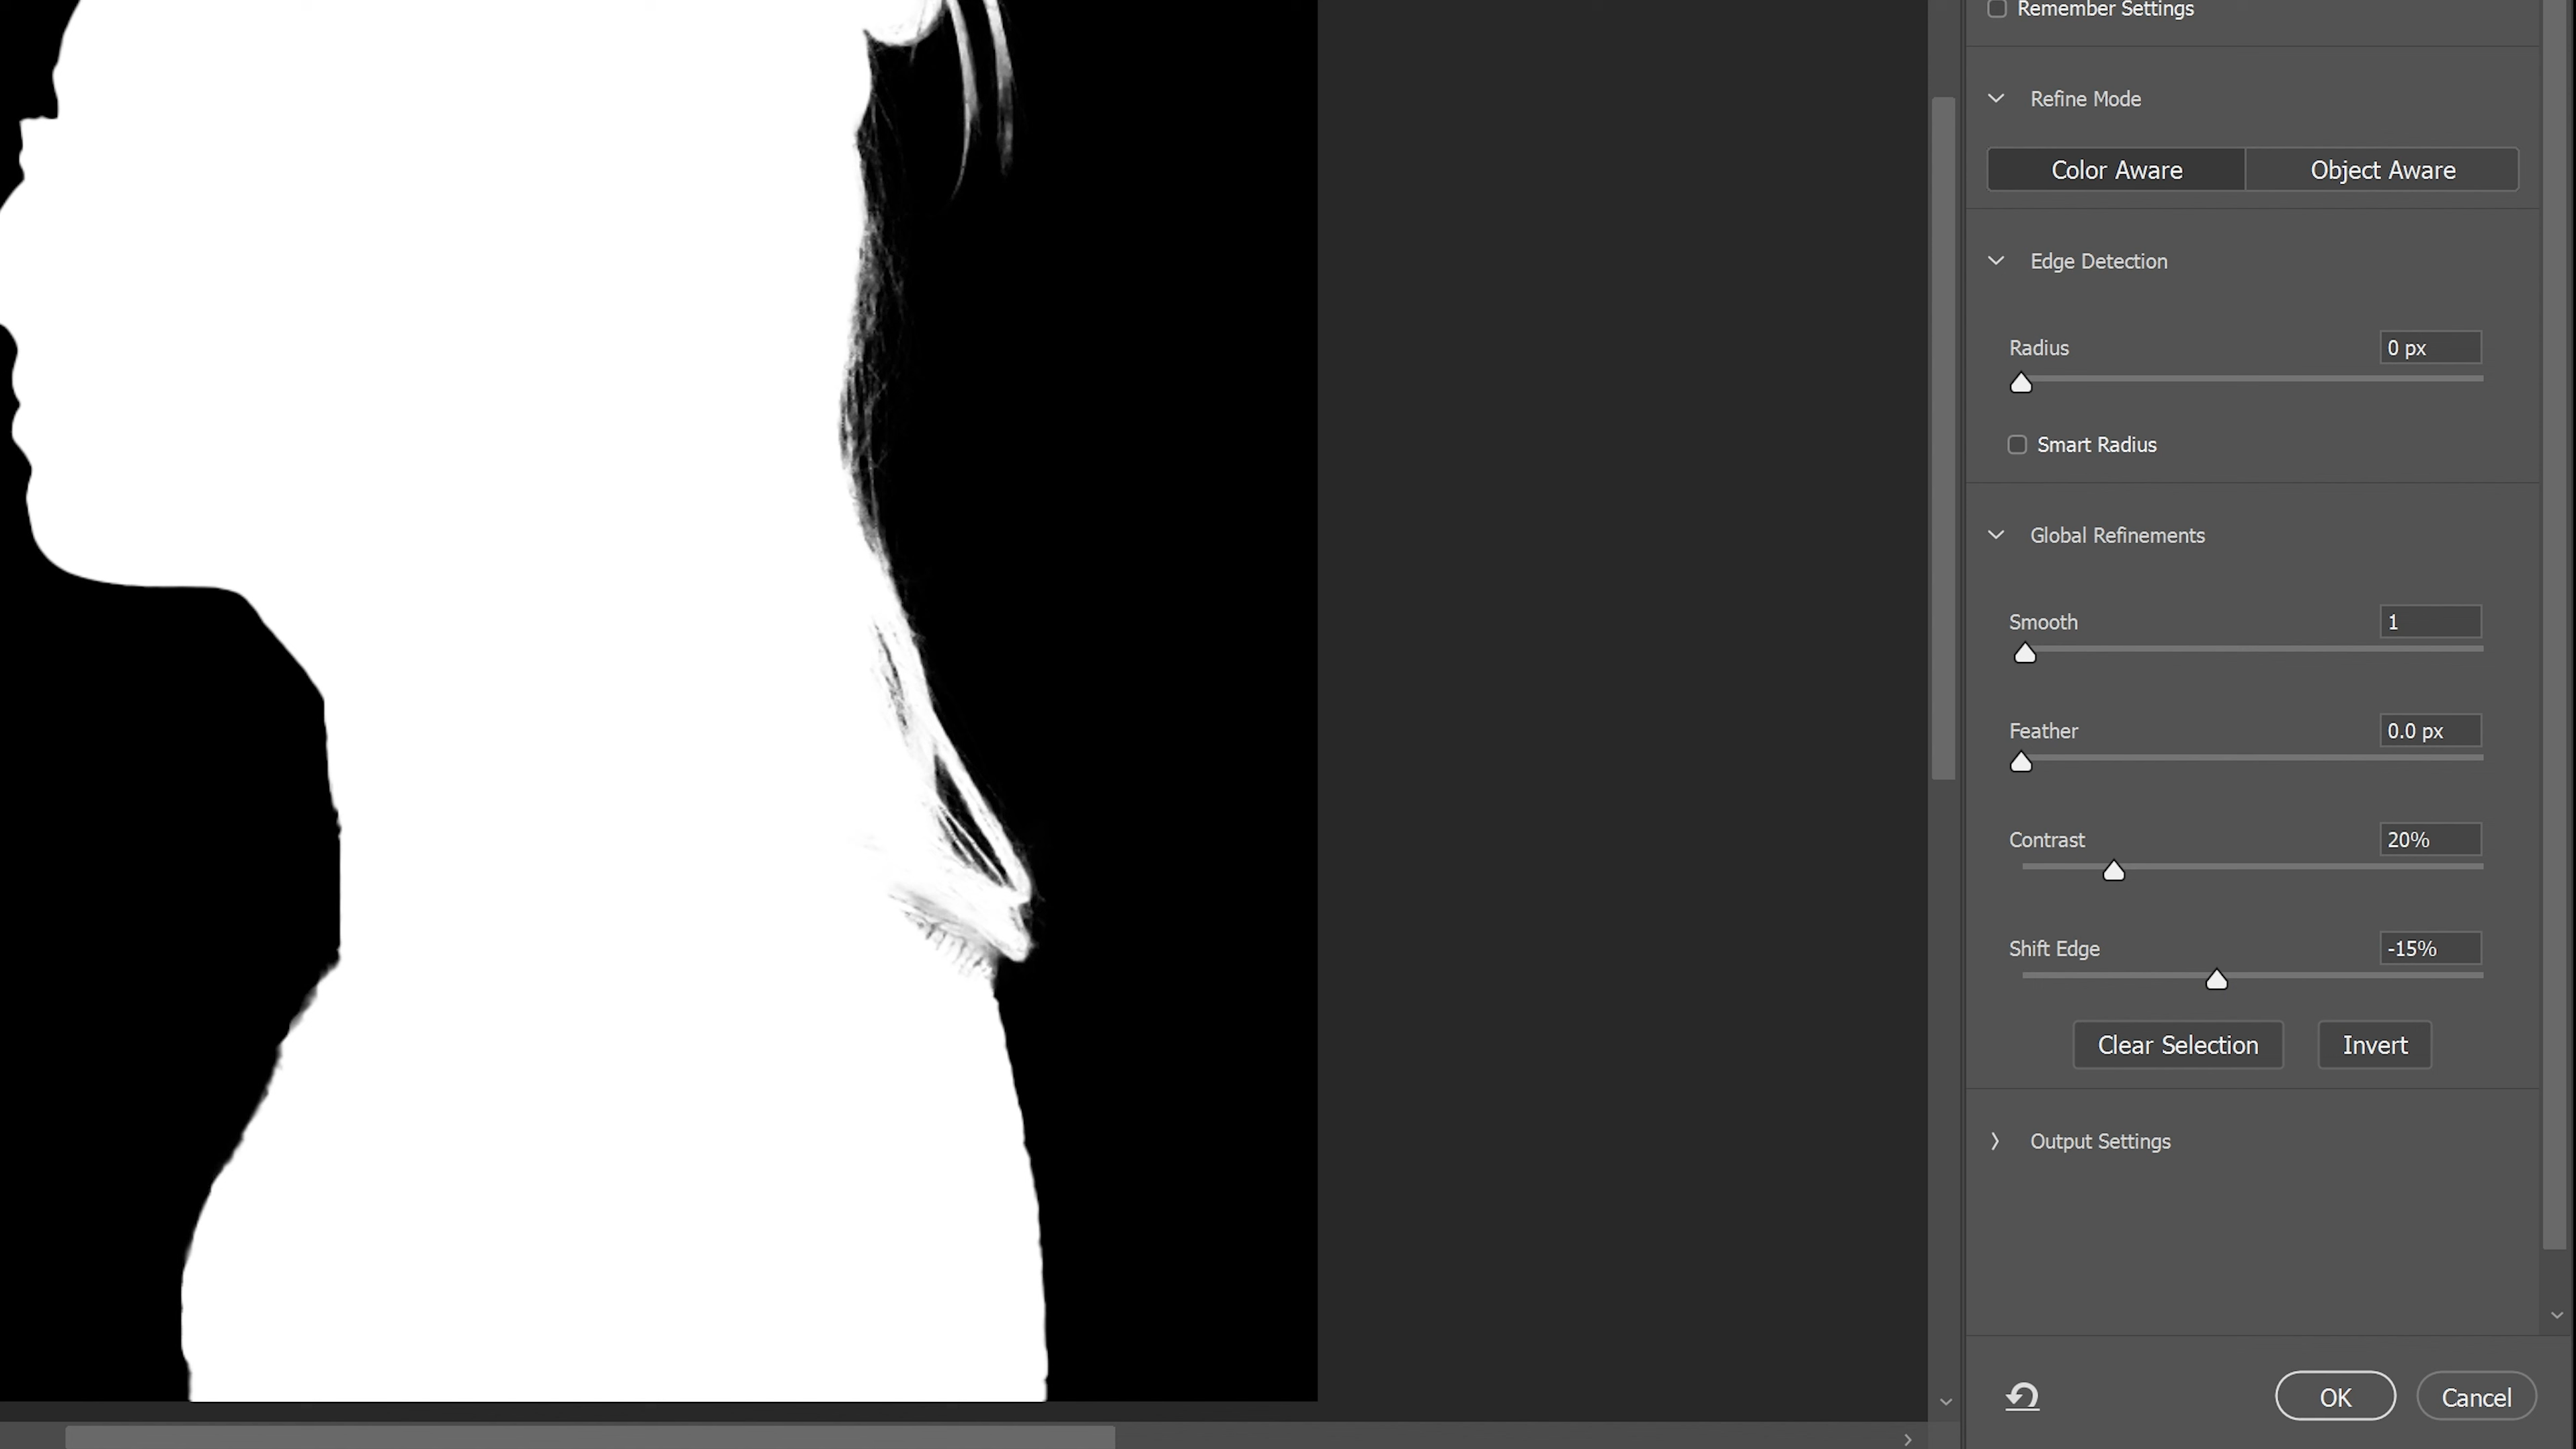 Remember Settings
Refine Mode
Color Aware
Object Aware
Edge Detection
Radius
0 px
Smart Radius
Global Refinements
Smooth
1
Feather
0.0 px
Contrast
20%
Shift Edge
-15%
Clear Selection
Invert
Output Settings
OK
Cancel